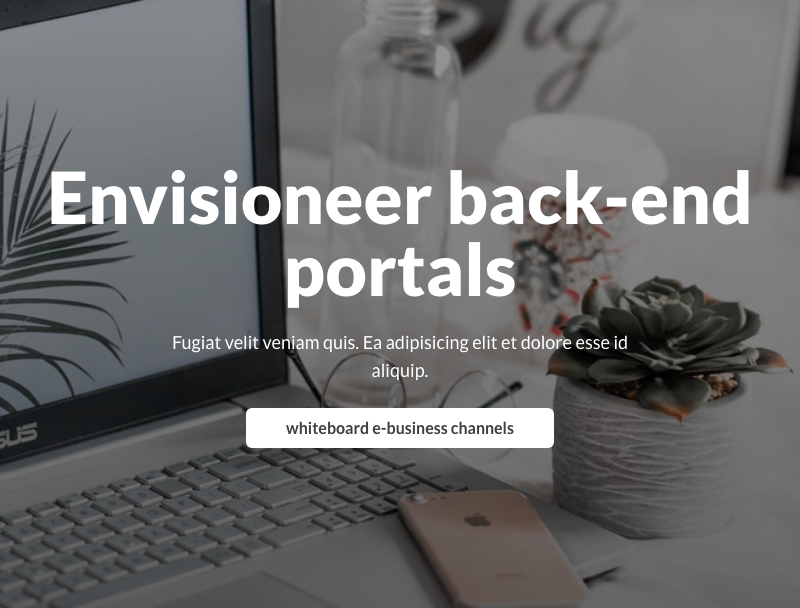 ig
Envisioneer back-end
portals
Fugiat velit veniam quis. Ea adipisicing elit et dolore esse id
aliquip.
whiteboard e-business channels